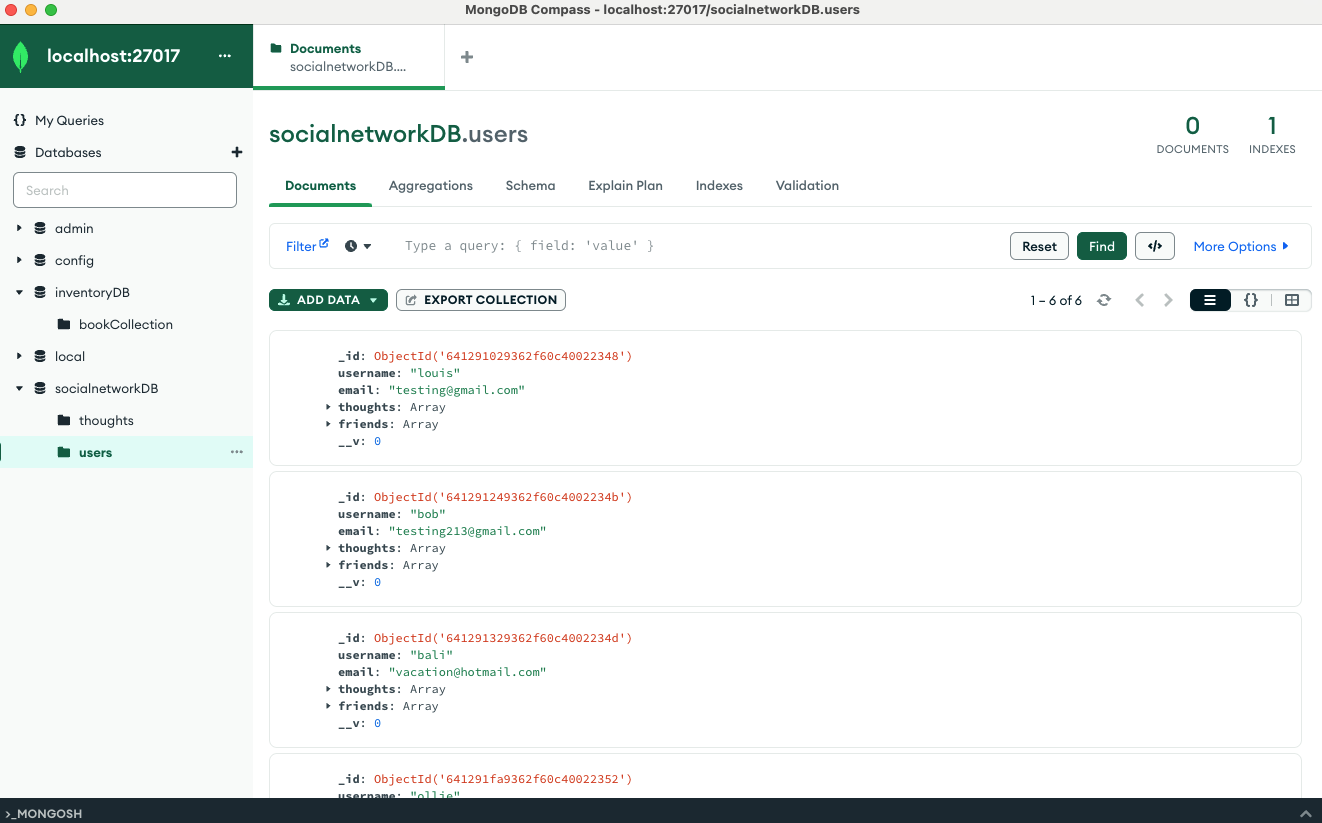 MongoDB Compass - localhost:27017/socialnetworkDB.users
localhost:27017
Documents
socialnetworkDB....
My Queries
Databases
Search
admin
config
inventoryDB
bookCollection
local
socialnetworkDB
thoughts
users
socialnetworkDB.users
0
DOCUMENTS
1
INDEXES
Documents Aggregations Schema Explain Plan Indexes Validation
Filter Type a query: { field: 'value' } Reset Find </> More Options
ADD DATA EXPORT COLLECTION 1 – 6 of 6 {}
_id: ObjectId('641291029362f60c40022348')
username: "louis"
email: "testing@gmail.com"
thoughts: Array
friends: Array
__v: 0
_id: ObjectId('641291249362f60c4002234b')
username: "bob"
email: "testing213@gmail.com"
thoughts: Array
friends: Array
__v: 0
_id: ObjectId('641291329362f60c4002234d')
username: "bali"
email: "vacation@hotmail.com"
thoughts: Array
friends: Array
__v: 0
_id: ObjectId('641291fa9362f60c40022352')
username: "ollie"
>_MONGOSH